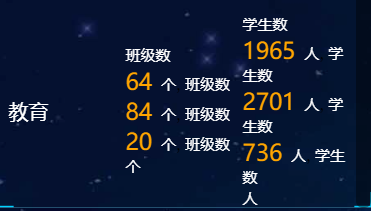 教育
班级数
64 个 班级数
84 个 班级数
20 个 班级数
个
学生数
1965 人 学
生数
2701 人 学
生数
736 人 学生
数
人